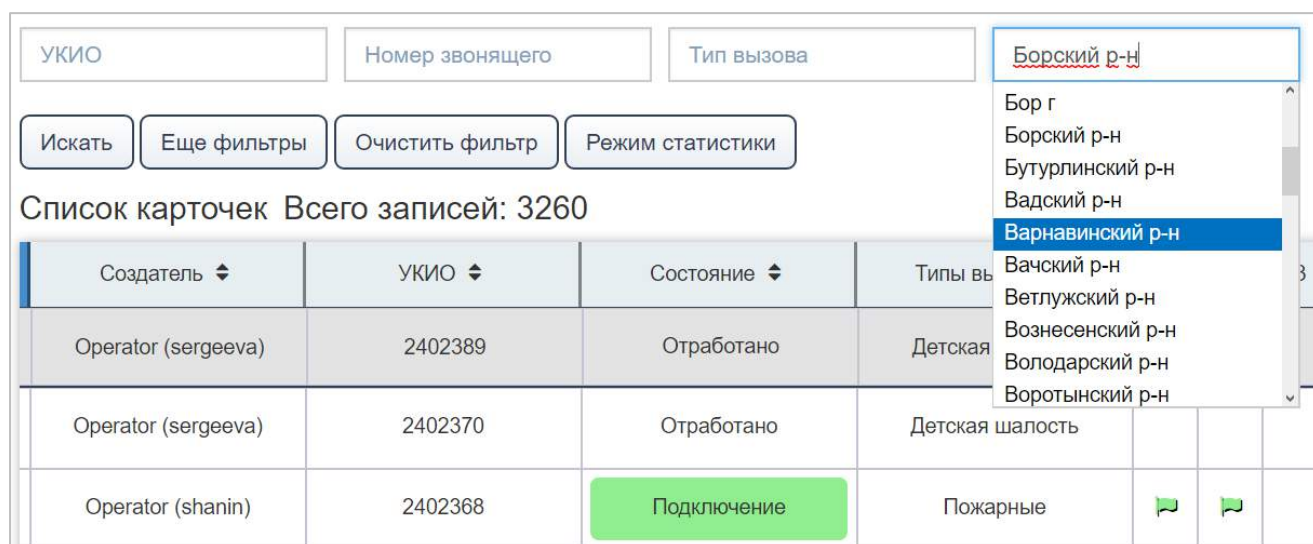 УКИО Номер звонящего Тип вызова Борский р-н
Бор г
Борский р-н
Бутурлинский р-н
Вадский р-н
Варнавинский р-н
Вачский р-н
Ветлужский р-н
Вознесенский р-н
Володарский р-н
Воротынский р-н
Искать Еще фильтры Очистить фильтр Режим статистики
Список карточек Всего записей: 3260
Создатель УКИО Состояние Типы вы
Operator (sergeeva) 2402389 Отработано Детская
Operator (sergeeva) 2402370 Отработано Детская шалость
Operator (shanin) 2402368 Подключение Пожарные